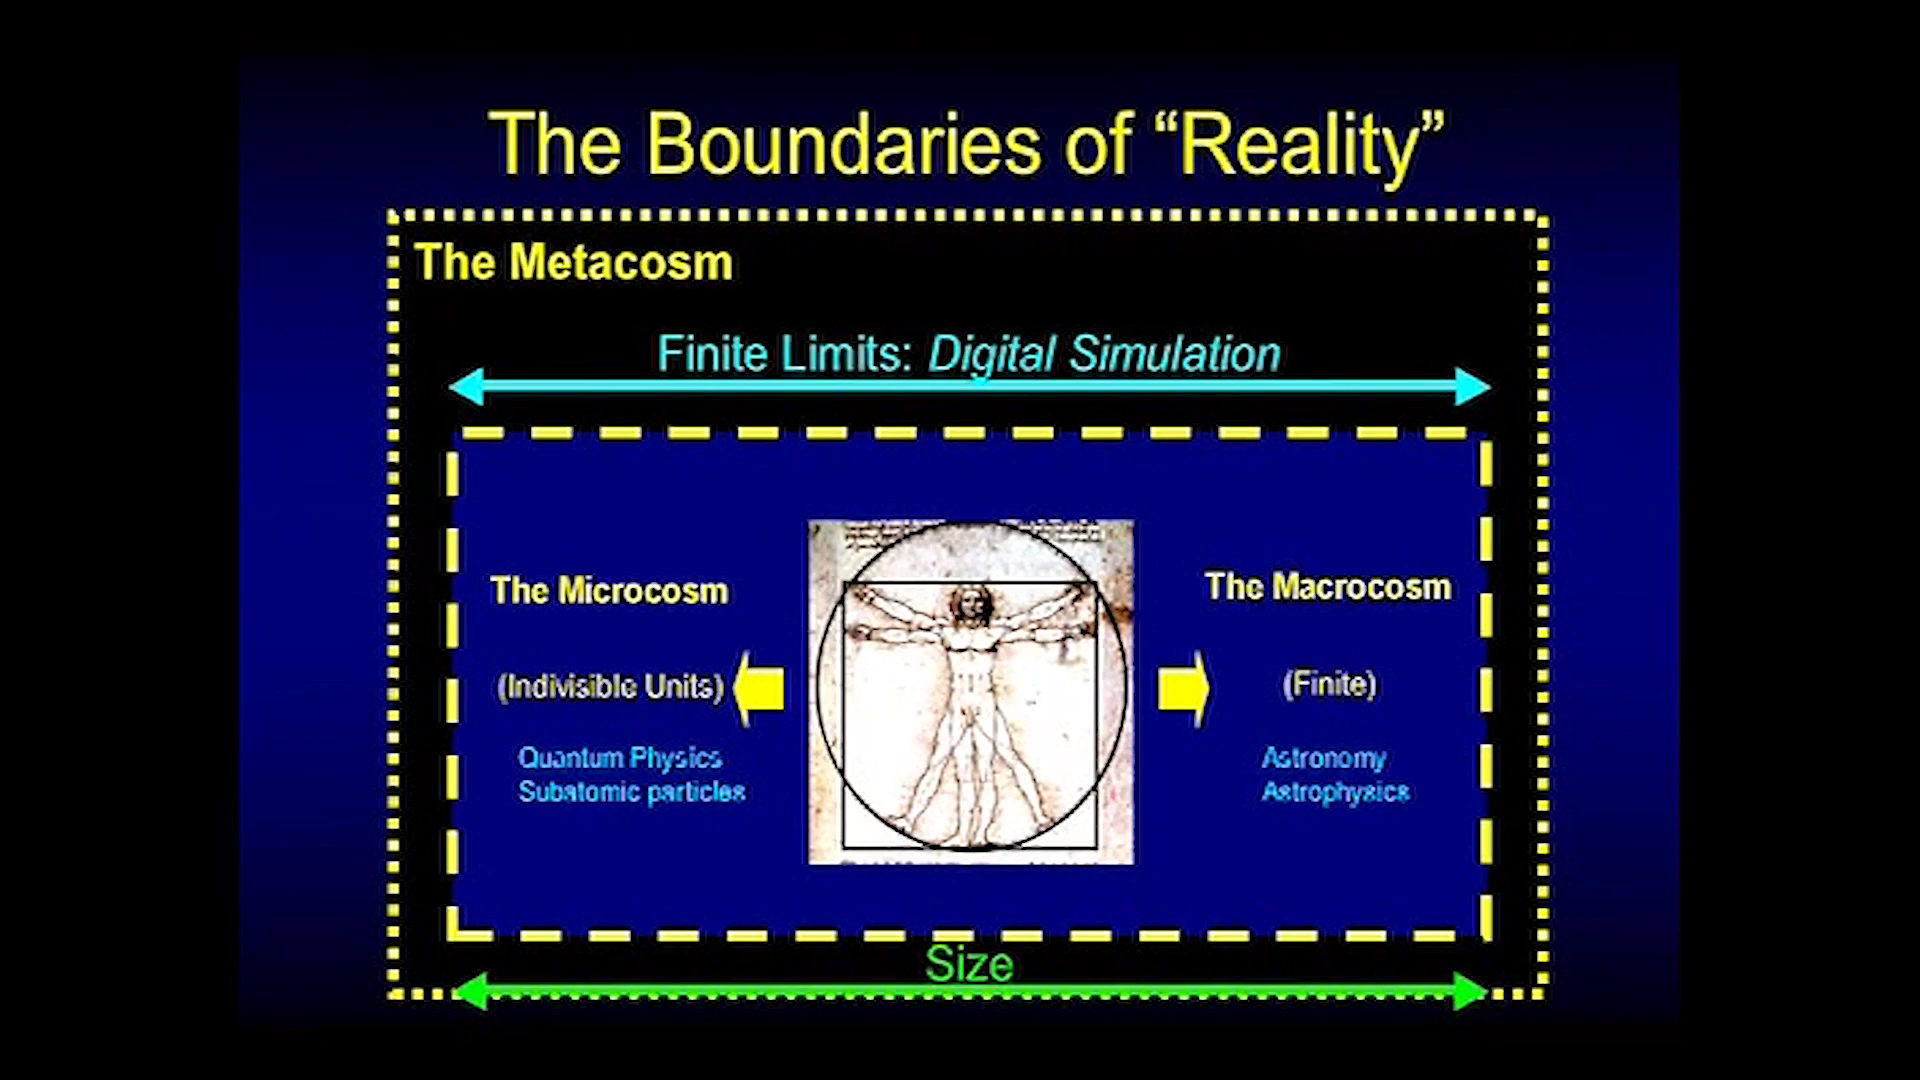 The Boundaries of “Reality”
The Metacosm
Finite Limits: Digital Simulation
The Microcosm
(Indivisible Units)
Quantum Physics
Subatomic particles
The Macrocosm
(Finite)
Astronomy
Astrophysics
Size